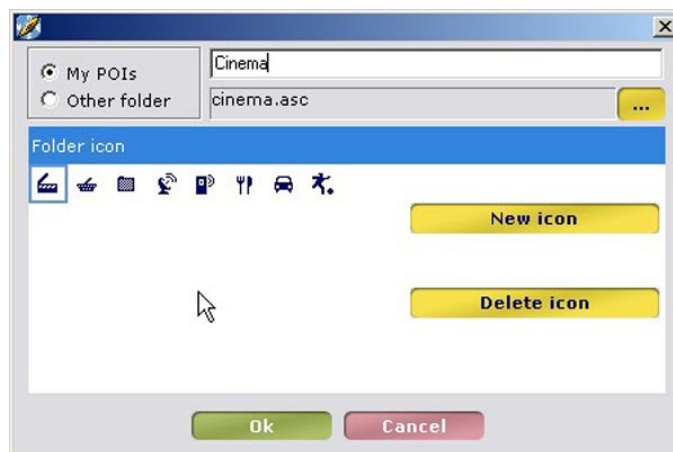 My POIs
Other folder
Cinema
cinema.asc
...
Folder icon
New icon
Delete icon
Ok
Cancel